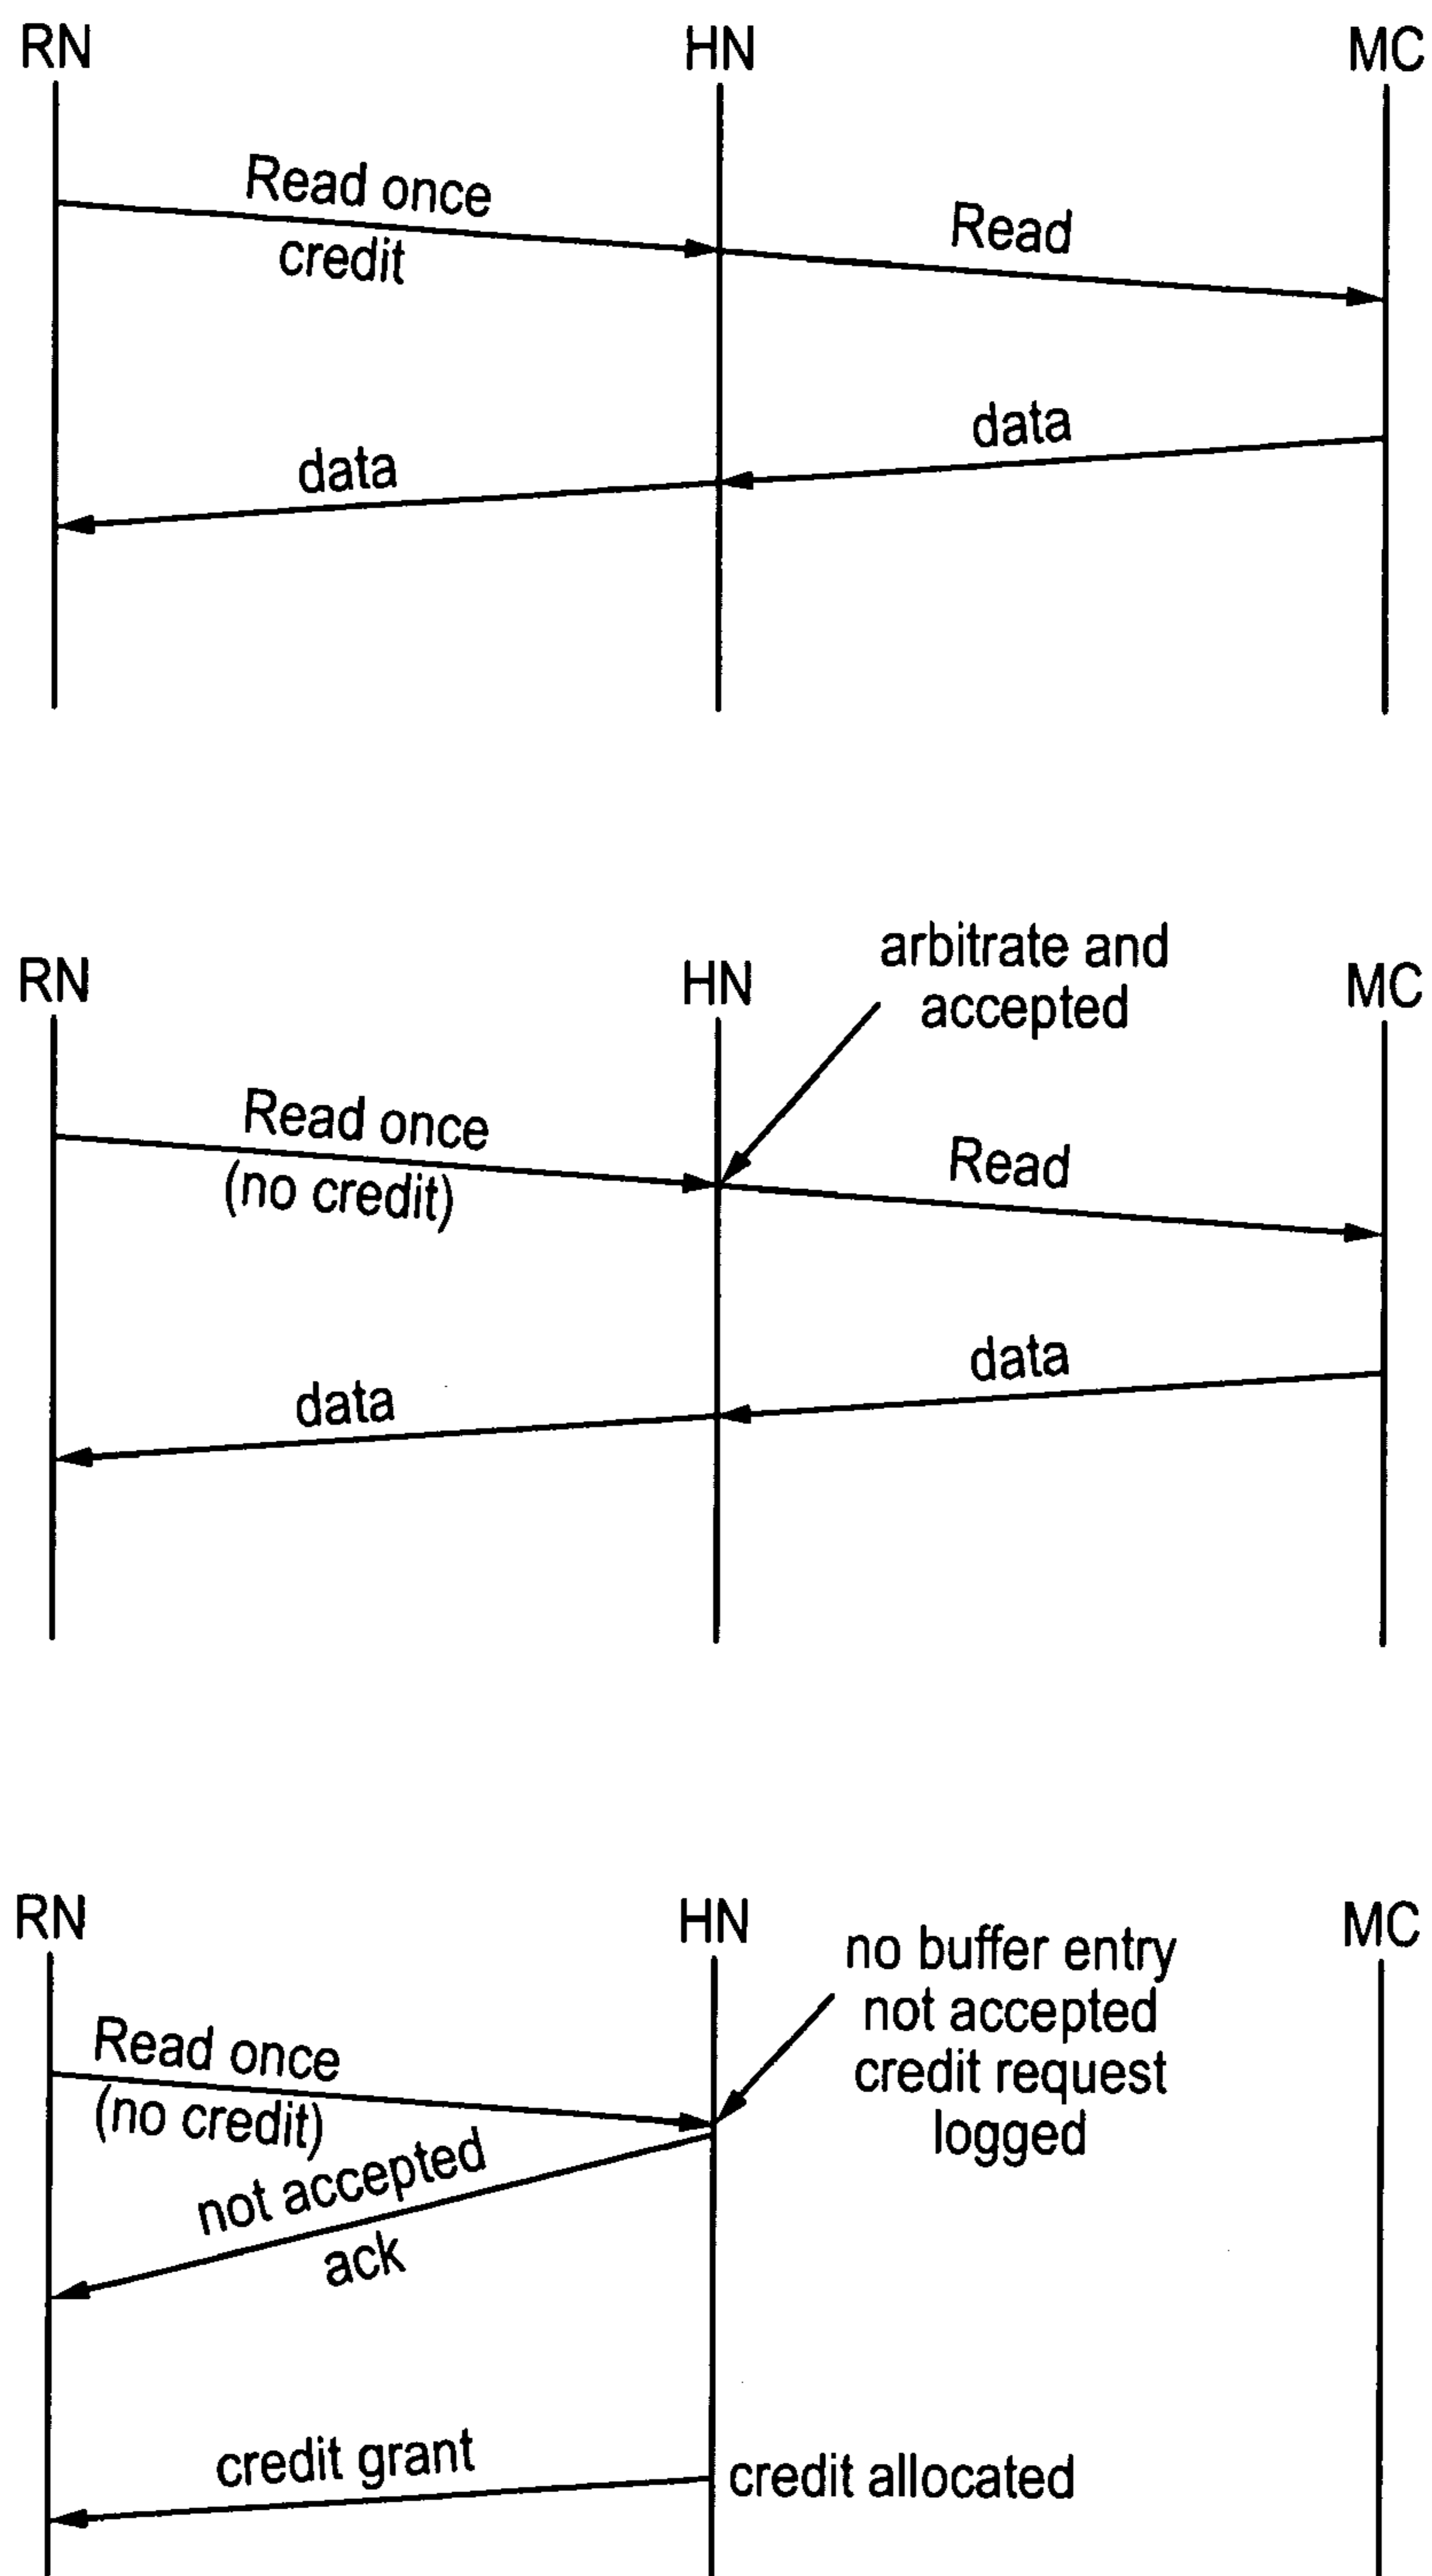 RN
HN
MC
Read once
credit
Read
data
data
RN
HN
MC
arbitrate and
accepted
Read once
(no credit)
Read
data
data
RN
HN
MC
no buffer entry
not accepted
credit request
logged
Read once
(no credit)
not accepted
ack
credit grant
credit allocated